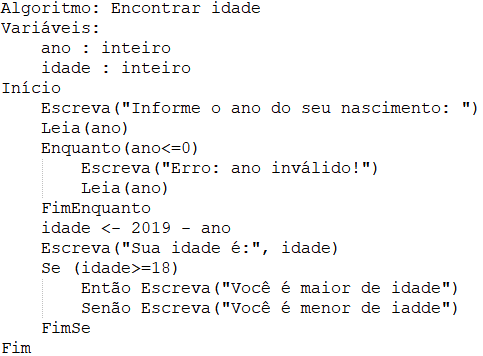 Algoritmo: Encontrar idade
Variáveis:
    ano : inteiro
    idade : inteiro
Início
    Escreva("Informe o ano do seu nascimento: ")
    Leia(ano)
    Enquanto(ano<=0)
        Escreva("Erro: ano inválido!")
        Leia(ano)
    FimEnquanto
    idade <- 2019 - ano
    Escreva("Sua idade é:", idade)
    Se (idade>=18)
        Então Escreva("Você é maior de idade")
        Senão Escreva("Você é menor de iadde")
    FimSe
Fim